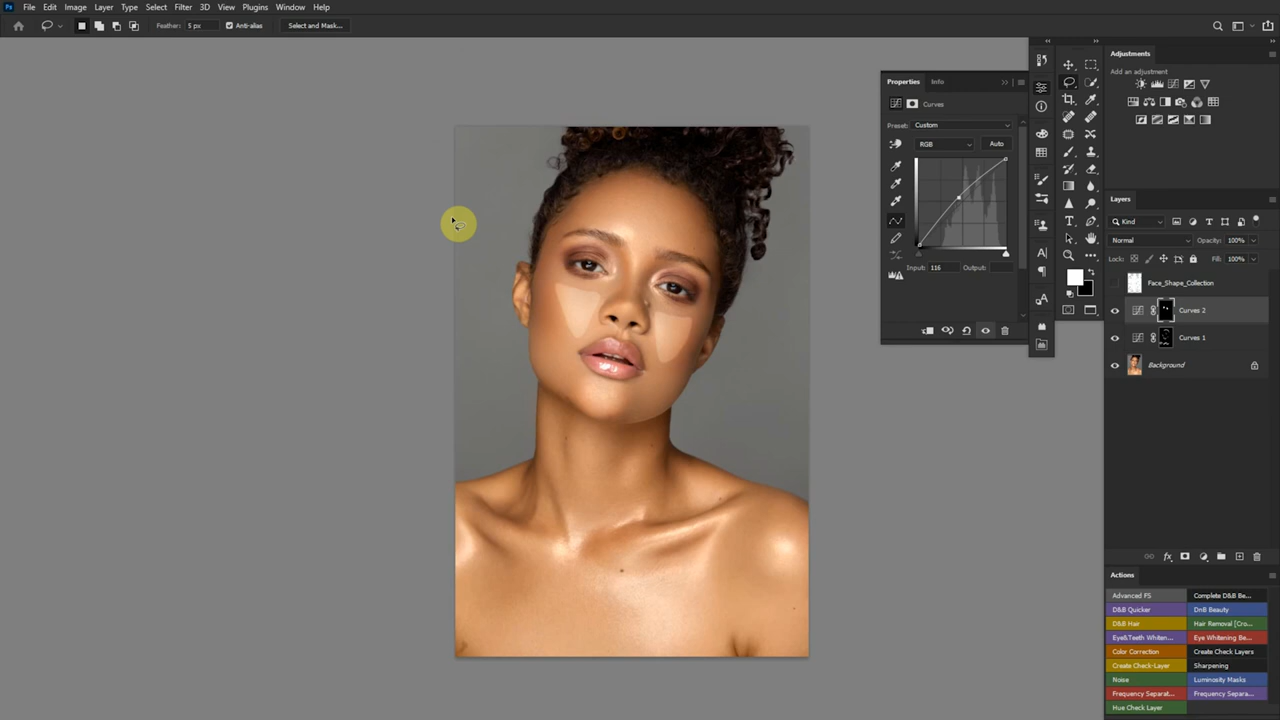 Ps File Edit Image Layer Type Select Filter 3D View Plugins Window Help
Feather: 5 px Anti-alias Select and Mask...
Properties Info
Curves
Preset: Custom
RGB Auto
Input: 116 Output:
Adjustments
Add an adjustment
Layers
Kind
Normal Opacity: 100%
Lock: Fill: 100%
Face_Shape_Collection
Curves 2
Curves 1
Background
Actions
Advanced FS Complete D&B Be...
D&B Quicker DnB Beauty
D&B Hair Hair Removal [Cro...
Eye&Teeth Whiten... Eye Whitening Be...
Color Correction Create Check Layers
Create Check-Layer Sharpening
Noise Luminosity Masks
Frequency Separat... Frequency Separa...
Hue Check Layer